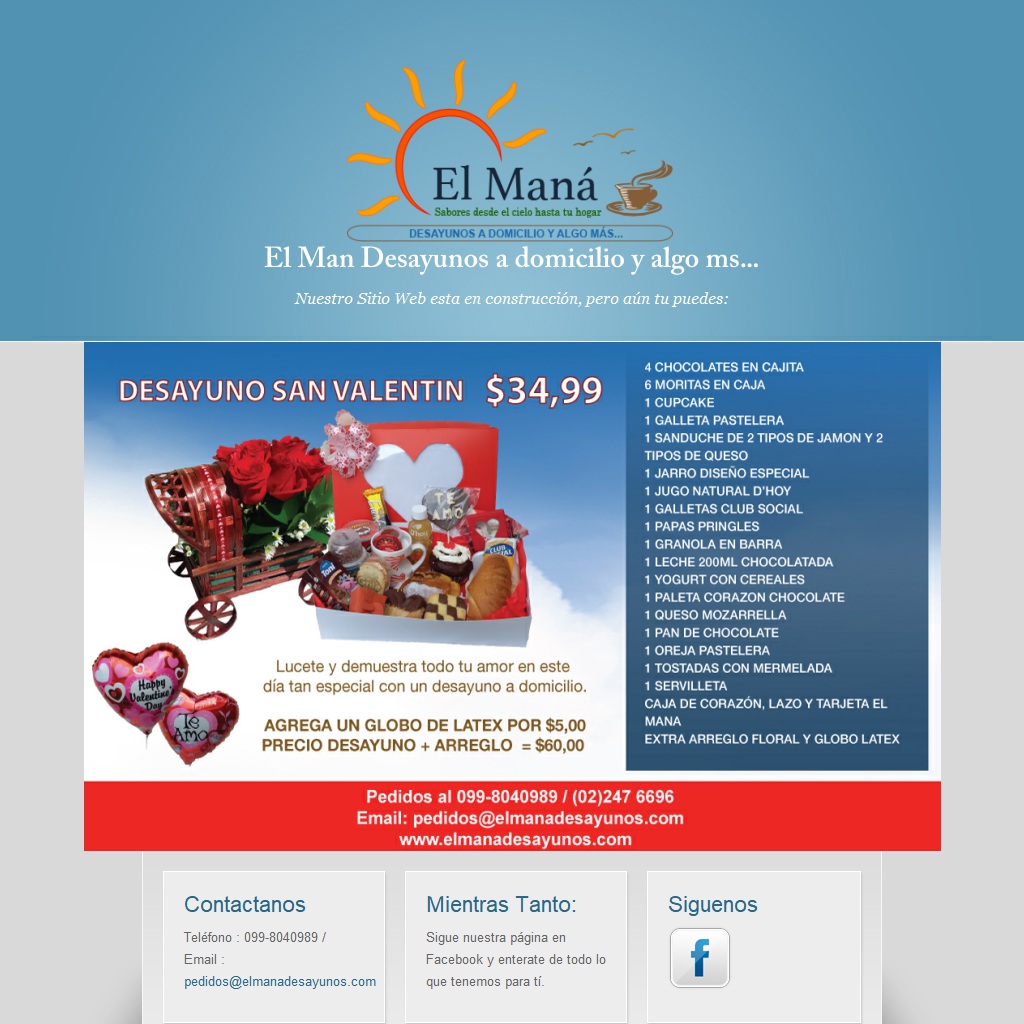 El Maná
Sabores desde el cielo hasta tu hogar
DESAYUNOS A DOMICILIO Y ALGO MÁS...
El Man Desayunos a domicilio y algo ms...
Nuestro Sitio Web esta en construcción, pero aún tu puedes:
DESAYUNO SAN VALENTIN $34,99
TE
AMO
Happy
Valentine's
Day
Te
Amo
Lucete y demuestra todo tu amor en este
día tan especial con un desayuno a domicilio.
AGREGA UN GLOBO DE LATEX POR $5,00
PRECIO DESAYUNO + ARREGLO = $60,00
4 CHOCOLATES EN CAJITA
6 MORITAS EN CAJA
1 CUPCAKE
1 GALLETA PASTELERA
1 SANDUCHE DE 2 TIPOS DE JAMON Y 2
TIPOS DE QUESO
1 JARRO DISEÑO ESPECIAL
1 JUGO NATURAL D'HOY
1 GALLETAS CLUB SOCIAL
1 PAPAS PRINGLES
1 GRANOLA EN BARRA
1 LECHE 200ML CHOCOLATADA
1 YOGURT CON CEREALES
1 PALETA CORAZON CHOCOLATE
1 QUESO MOZARRELLA
1 PAN DE CHOCOLATE
1 OREJA PASTELERA
1 TOSTADAS CON MERMELADA
1 SERVILLETA
CAJA DE CORAZÓN, LAZO Y TARJETA EL
MANA
EXTRA ARREGLO FLORAL Y GLOBO LATEX
Pedidos al 099-8040989 / (02)247 6696
Email: pedidos@elmanadesayunos.com
www.elmanadesayunos.com
Contactanos
Teléfono : 099-8040989 /
Email :
pedidos@elmanadesayunos.com
Mientras Tanto:
Sigue nuestra página en
Facebook y enterate de todo lo
que tenemos para tí.
Siguenos
f